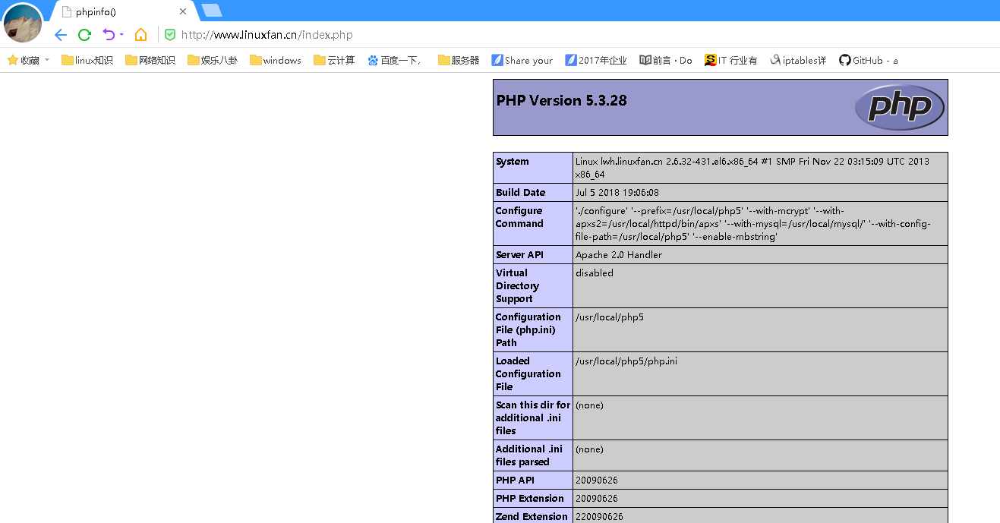 phpinfo()
http://www.linuxfan.cn/index.php
收藏 linux知识 网络知识 娱乐八卦 windows 云计算 百度一下, 服务器 Share your 2017年企业 前言 · Do IT 行业有 iptables详 GitHub - a
PHP Version 5.3.28
php
System
Linux lwh.linuxfan.cn 2.6.32-431.el6.x86_64 #1 SMP Fri Nov 22 03:15:09 UTC 2013
x86_64
Build Date
Jul 5 2018 19:06:08
Configure
Command
'./configure' '--prefix=/usr/local/php5' '--with-mcrypt' '--with-
apxs2=/usr/local/httpd/bin/apxs' '--with-mysql=/usr/local/mysql/' '--with-config-
file-path=/usr/local/php5' '--enable-mbstring'
Server API
Apache 2.0 Handler
Virtual
Directory
Support
disabled
Configuration
File (php.ini)
Path
/usr/local/php5
Loaded
Configuration
File
/usr/local/php5/php.ini
Scan this dir for
additional .ini
files
(none)
Additional .ini
files parsed
(none)
PHP API
20090626
PHP Extension
20090626
Zend Extension
220090626